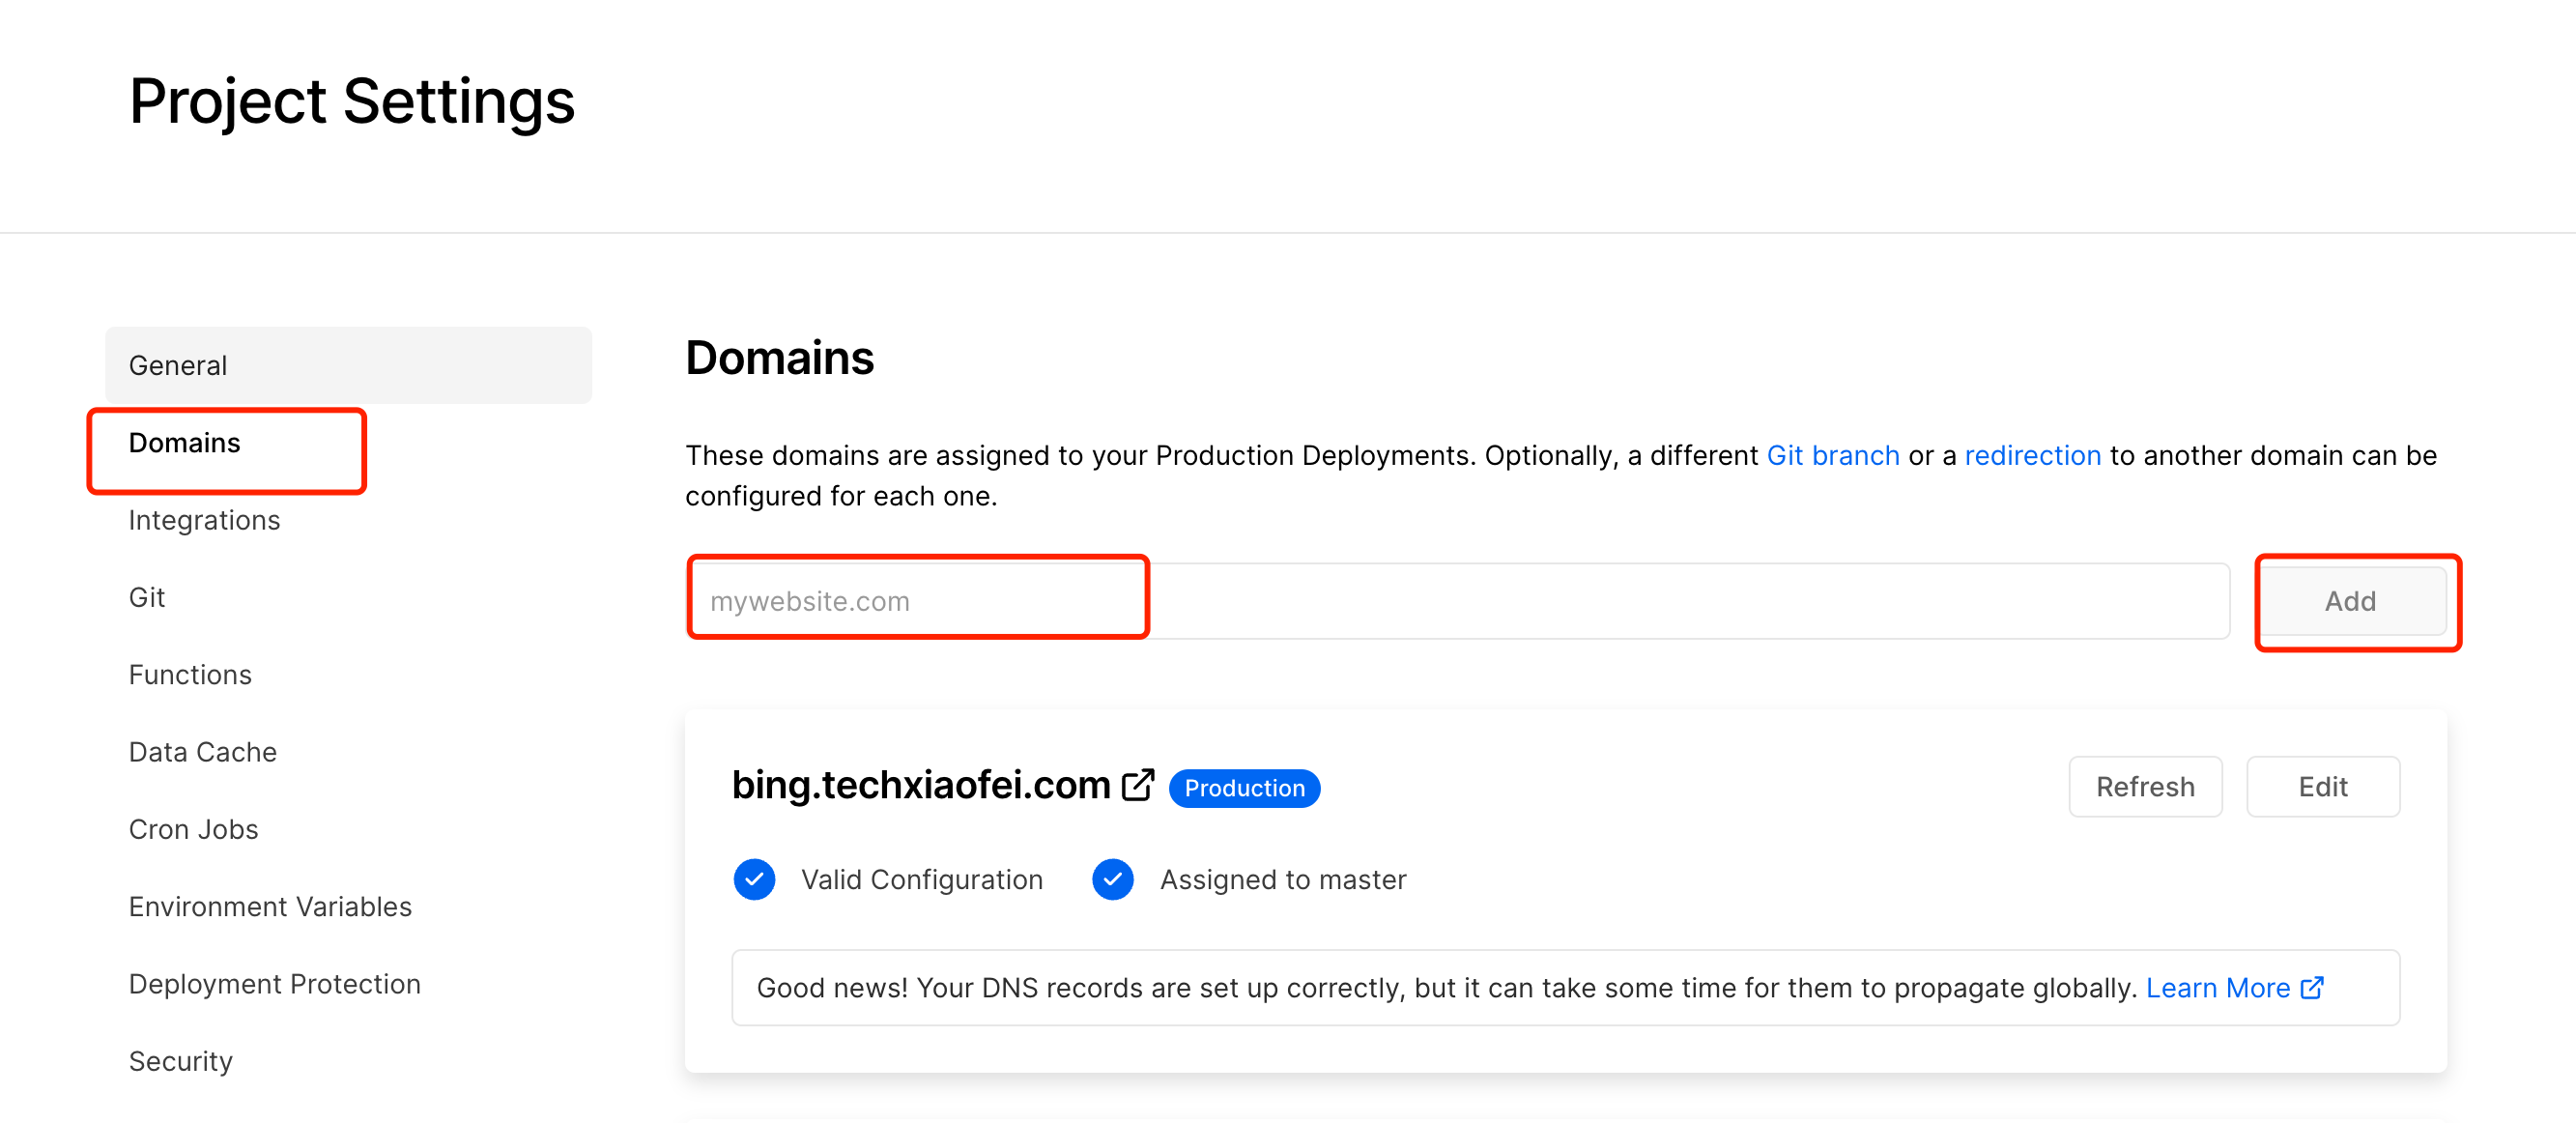 Project Settings
General
Domains
Integrations
Git
Functions
Data Cache
Cron Jobs
Environment Variables
Deployment Protection
Security
Domains
These domains are assigned to your Production Deployments. Optionally, a different Git branch or a redirection to another domain can be
configured for each one.
mywebsite.com
Add
bing.techxiaofei.com Production
Refresh
Edit
Valid Configuration
Assigned to master
Good news! Your DNS records are set up correctly, but it can take some time for them to propagate globally. Learn More